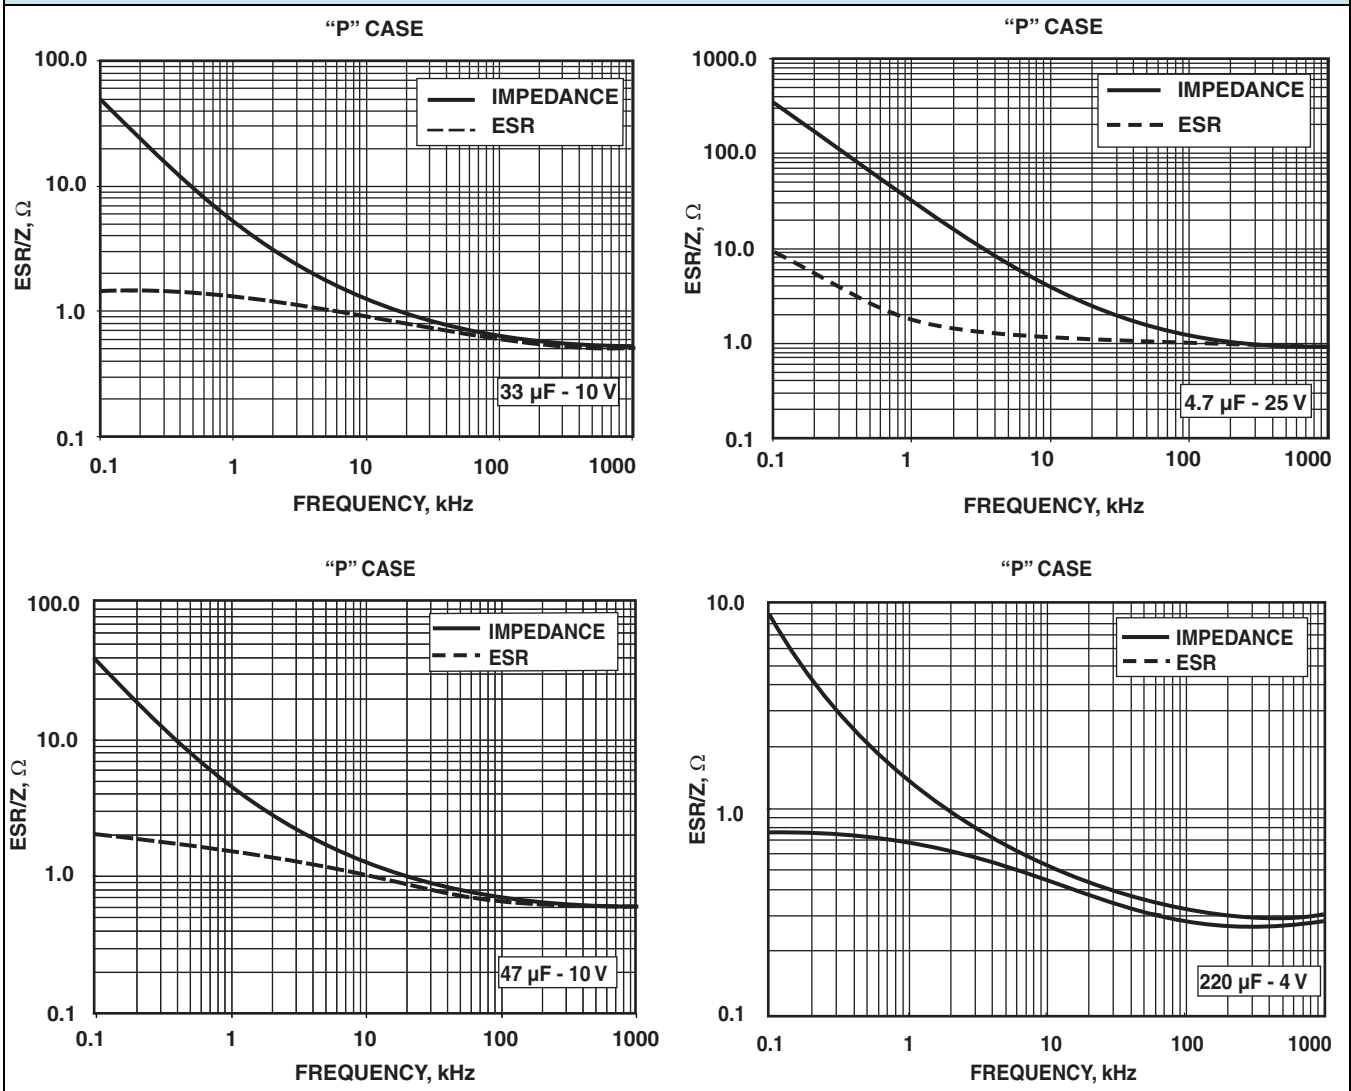 “P” CASE
100.0
10.0
1.0
0.1
ESR/Z, Ω
IMPEDANCE
ESR
33 µF - 10 V
0.1
1
10
100
1000
FREQUENCY, kHz
“P” CASE
1000.0
100.0
10.0
1.0
0.1
ESR/Z, Ω
IMPEDANCE
ESR
4.7 µF - 25 V
0.1
1
10
100
1000
FREQUENCY, kHz
“P” CASE
100.0
10.0
1.0
0.1
ESR/Z, Ω
IMPEDANCE
ESR
47 µF - 10 V
0.1
1
10
100
1000
FREQUENCY, kHz
“P” CASE
10.0
1.0
0.1
ESR/Z, Ω
IMPEDANCE
ESR
220 µF - 4 V
0.1
1
10
100
1000
FREQUENCY, kHz